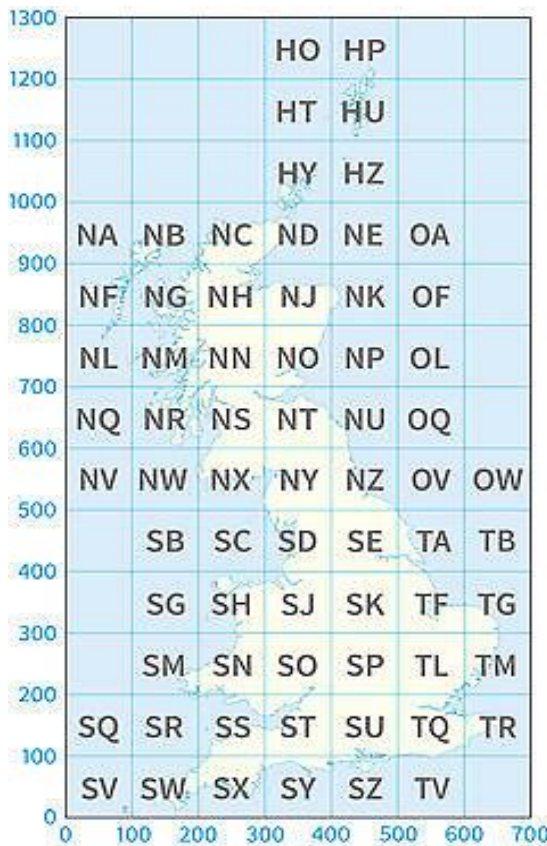 1300
HO HP
1200
HT HU
1100
HY HZ
1000
NA NB NC ND NE OA
900
NF NG NH NJ NK OF
800
NL NM NN NO NP OL
700
NQ NR NS NT NU OQ
600
NV NW NX NY NZ OV OW
500
SB SC SD SE TA TB
400
SG SH SJ SK TF TG
300
SM SN SO SP TL TM
200
SQ SR SS ST SU TQ TR
100
SV SW SX SY SZ TV
0
0 100 200 300 400 500 600 700